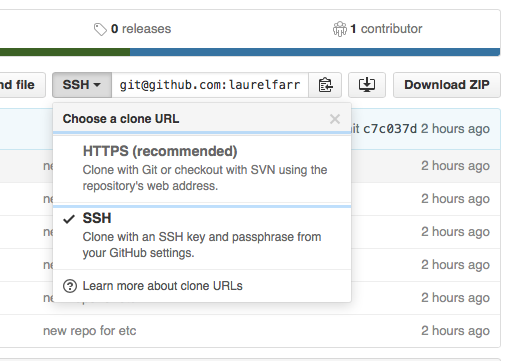 0 releases
1 contributor
nd file
SSH
git@github.com:laurelfarr
Download ZIP
Choose a clone URL
it c7c037d 2 hours ago
HTTPS (recommended)
Clone with Git or checkout with SVN using the
repository's web address.
ne
2 hours ago
ne
2 hours ago
SSH
Clone with an SSH key and passphrase from
your GitHub settings.
ne
2 hours ago
ne
2 hours ago
Learn more about clone URLs
ne
2 hours ago
new repo for etc
2 hours ago